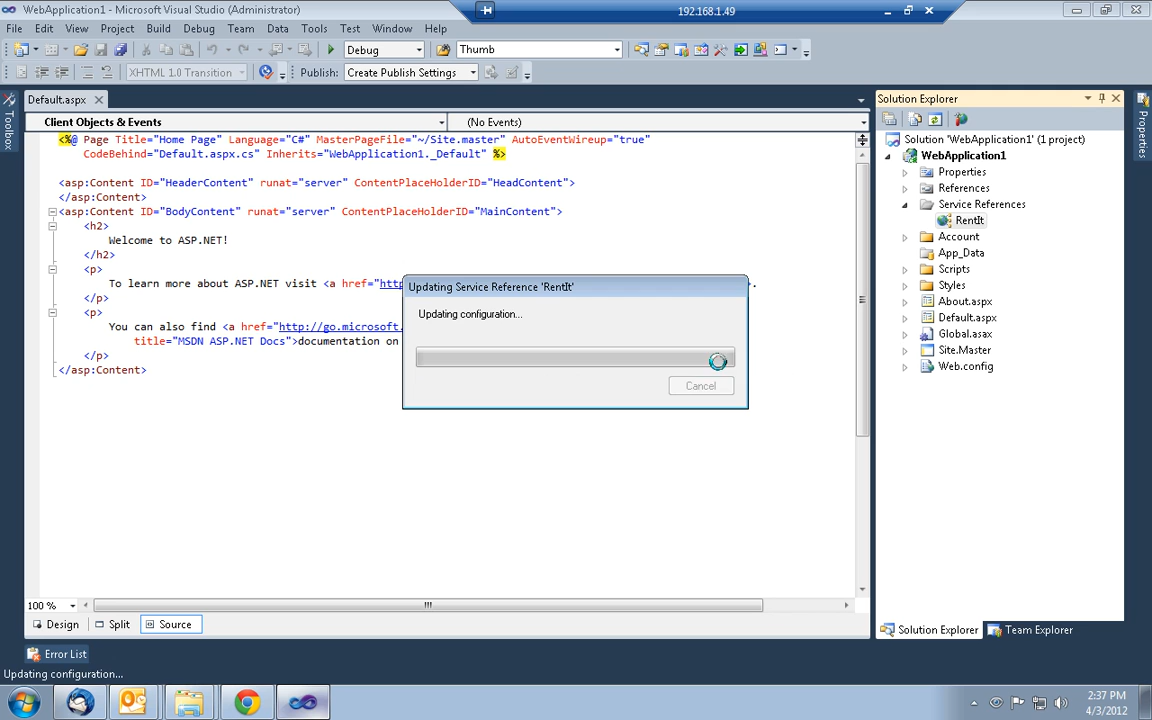 WebApplication1 - Microsoft Visual Studio (Administrator)
192.168.1.49
File Edit View Project Build Debug Team Data Tools Test Window Help
Debug Thumb
XHTML 1.0 Transition Publish: Create Publish Settings
Toolbox
Default.aspx
Client Objects & Events (No Events)
<%@ Page Title="Home Page" Language="C#" MasterPageFile="~/Site.master" AutoEventWireup="true"
CodeBehind="Default.aspx.cs" Inherits="WebApplication1._Default" %>
<asp:Content ID="HeaderContent" runat="server" ContentPlaceHolderID="HeadContent">
</asp:Content>
<asp:Content ID="BodyContent" runat="server" ContentPlaceHolderID="MainContent">
<h2>
Welcome to ASP.NET!
</h2>
<p>
To learn more about ASP.NET visit <a href="htt .
</p>
<p>
You can also find <a href="http://go.microsoft.
title="MSDN ASP.NET Docs">documentation on
</p>
</asp:Content>
Updating Service Reference 'RentIt'
Updating configuration...
Cancel
100 %
Design Split Source
Error List
Updating configuration...
Solution Explorer
Solution 'WebApplication1' (1 project)
WebApplication1
Properties
References
Service References
RentIt
Account
App_Data
Scripts
Styles
About.aspx
Default.aspx
Global.asax
Site.Master
Web.config
Solution Explorer Team Explorer
Properties
2:37 PM
4/3/2012